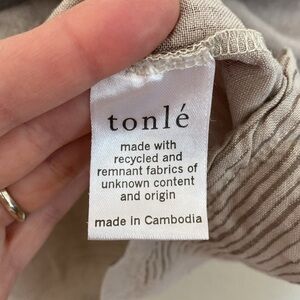 tonlé
made with
recycled and
remnant fabrics of
unknown content
and origin
made in Cambodia